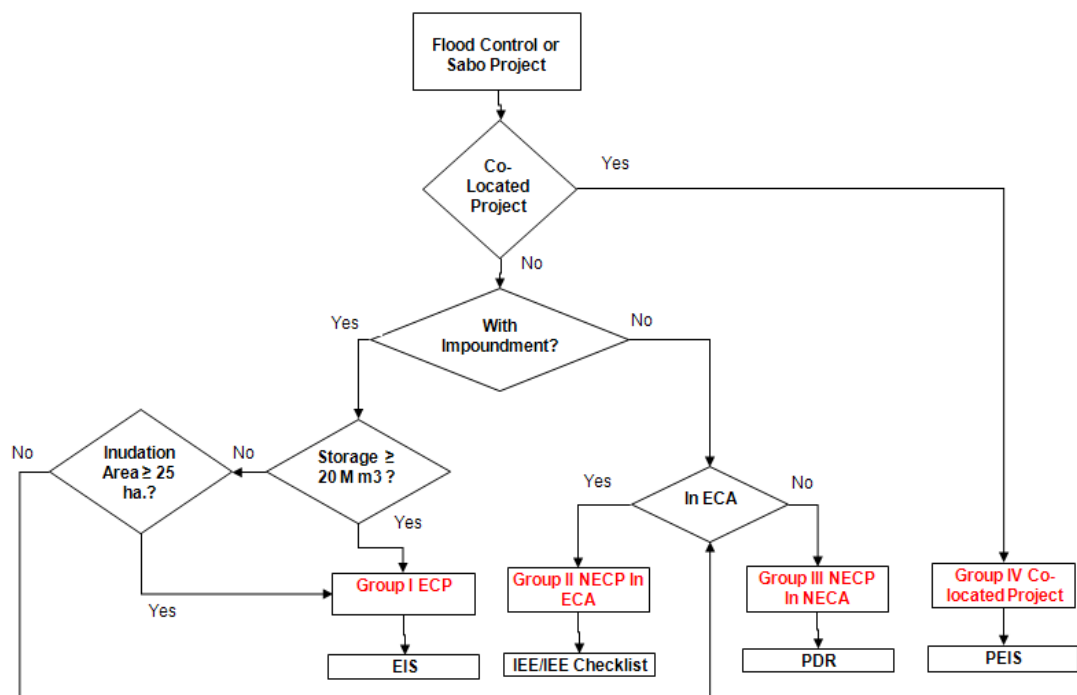 Flood Control or
Sabo Project
Co-
Located
Project
Yes
No
With
Impoundment?
Yes
No
Inudation
Area ≥ 25
ha.?
No
No
Storage ≥
20 M m3 ?
Yes
Yes
In ECA
Yes
No
Group I ECP
Group II NECP In
ECA
Group III NECP
In NECA
Group IV Co-
located Project
EIS
IEE/IEE Checklist
PDR
PEIS